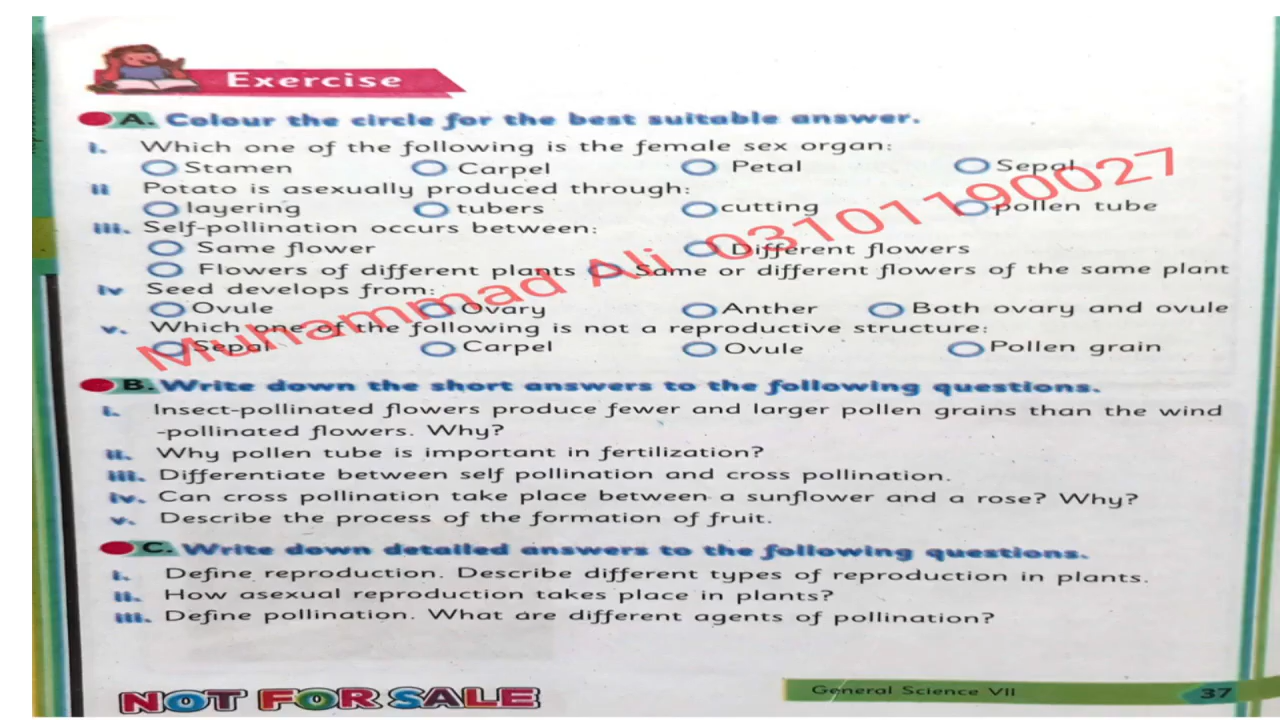 Exercise
A. Colour the circle for the best suitable answer.
i. Which one of the following is the female sex organ:
Stamen Carpel Petal Sepal
ii Potato is asexually produced through:
layering tubers cutting pollen tube
iii. Self-pollination occurs between:
Same flower Different flowers
Flowers of different plants Same or different flowers of the same plant
iv Seed develops from:
Ovule Ovary Anther Both ovary and ovule
v. Which one of the following is not a reproductive structure:
Sepal Carpel Ovule Pollen grain
Muhammad Ali 03101190027
B. Write down the short answers to the following questions.
i. Insect-pollinated flowers produce fewer and larger pollen grains than the wind
-pollinated flowers. Why?
ii. Why pollen tube is important in fertilization?
iii. Differentiate between self pollination and cross pollination.
iv. Can cross pollination take place between a sunflower and a rose? Why?
v. Describe the process of the formation of fruit.
C. Write down detailed answers to the following questions.
i. Define reproduction. Describe different types of reproduction in plants.
ii. How asexual reproduction takes place in plants?
iii. Define pollination. What are different agents of pollination?
NOT FOR SALE
General Science VII 37